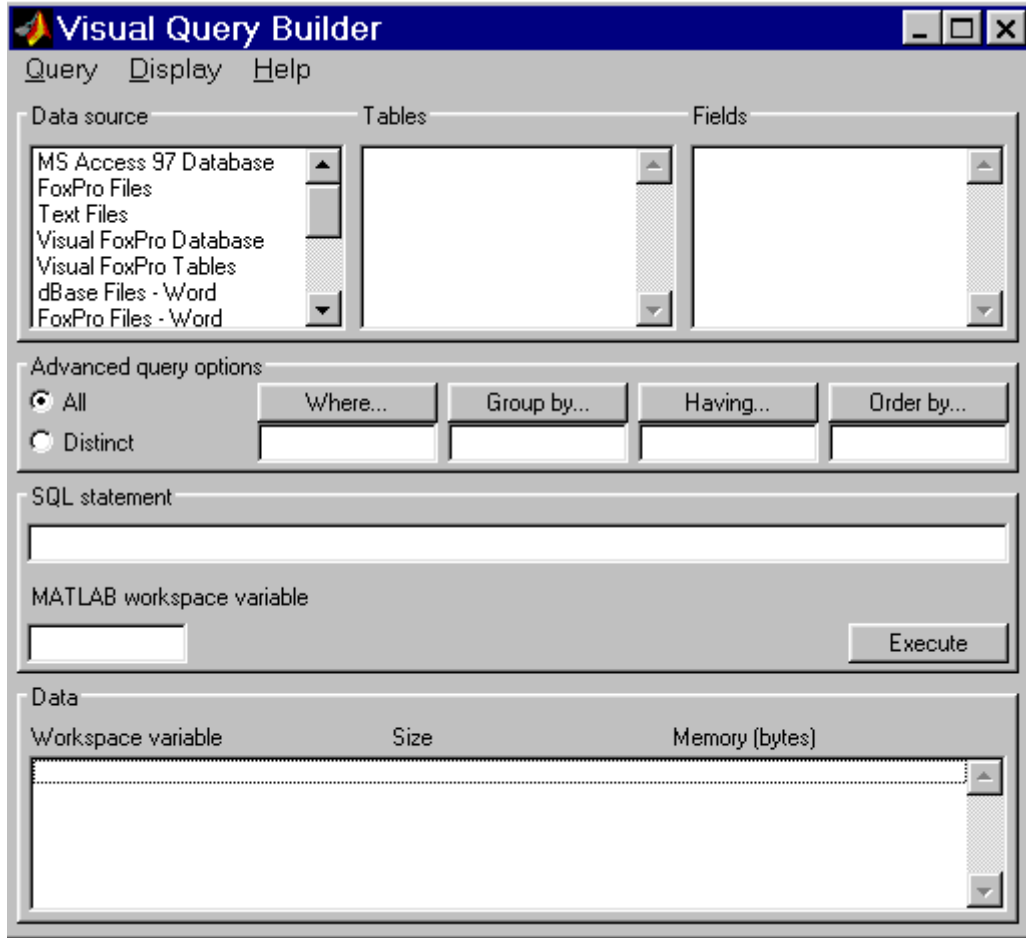 Visual Query Builder
Query Display Help
Data source Tables Fields
MS Access 97 Database
FoxPro Files
Text Files
Visual FoxPro Database
Visual FoxPro Tables
dBase Files - Word
FoxPro Files - Word
Advanced query options
All Where... Group by... Having... Order by...
Distinct
SQL statement
MATLAB workspace variable
Execute
Data
Workspace variable Size Memory (bytes)